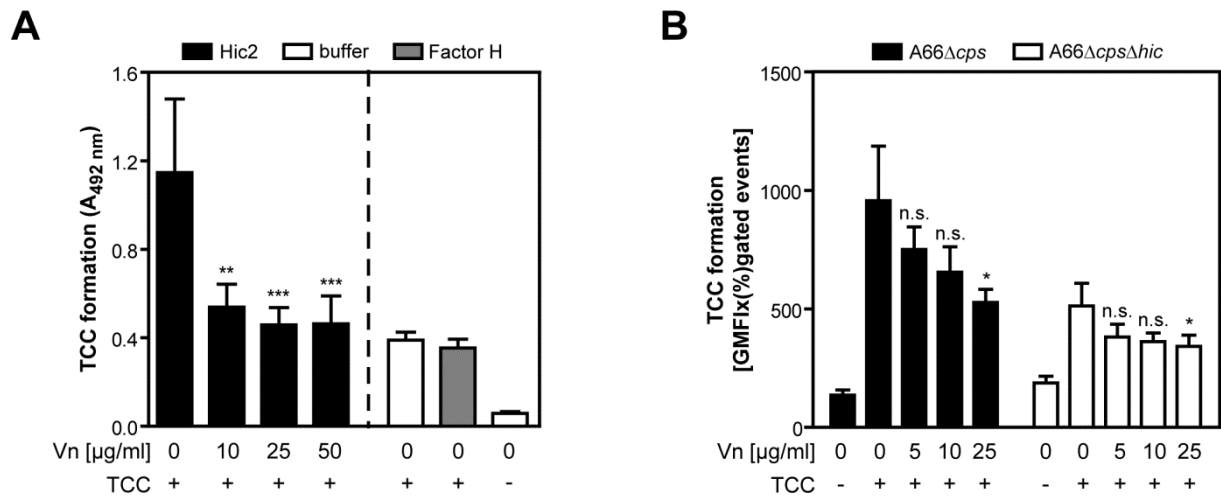 A
Hic2 buffer Factor H
TCC formation (A492 nm)
1.6
1.2
0.8
0.4
0.0
** *** ***
Vn [µg/ml] 0 10 25 50 0 0 0
TCC + + + + + + -
B
A66Δcps A66ΔcpsΔhic
TCC formation
[GMFIx(%)gated events]
1500
1000
500
0
n.s. n.s. * n.s. n.s. *
Vn [µg/ml] 0 0 5 10 25 0 0 5 10 25
TCC - + + + + - + + + +